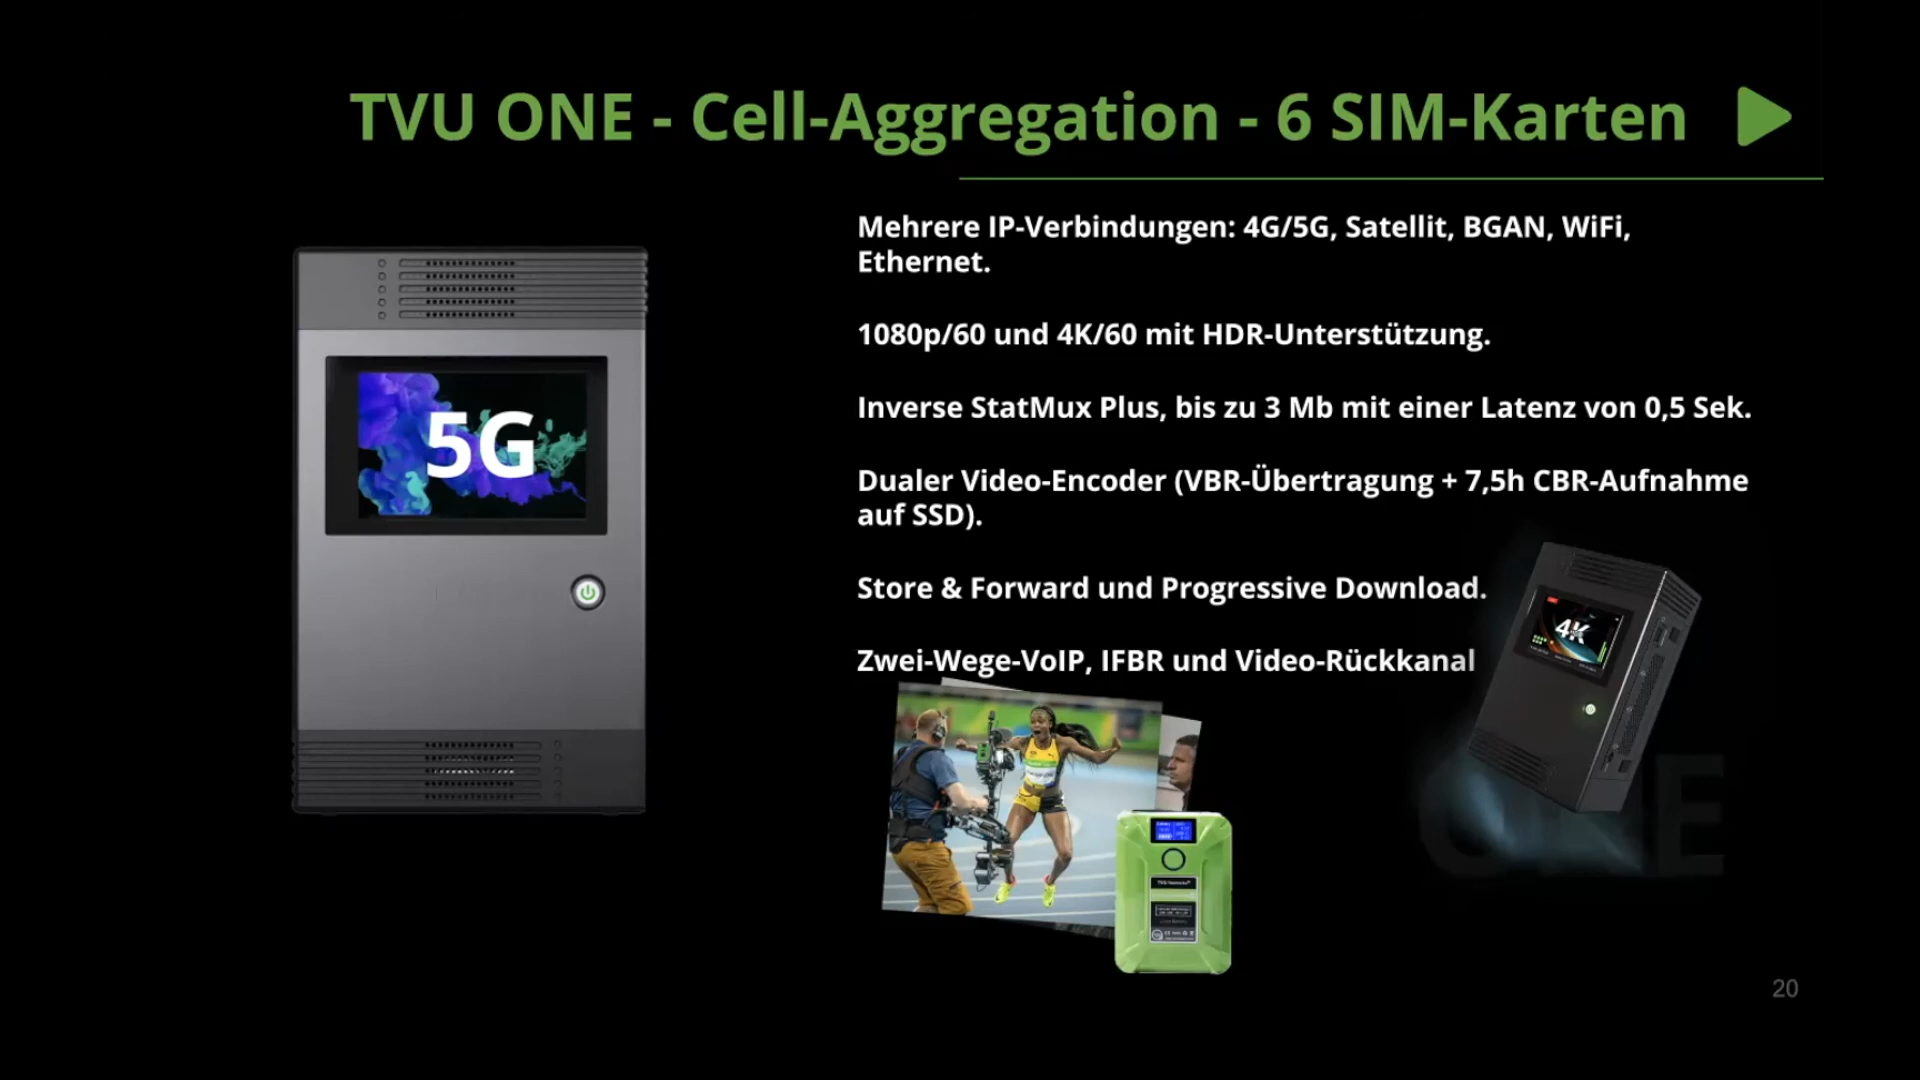 TVU ONE - Cell-Aggregation - 6 SIM-Karten
Mehrere IP-Verbindungen: 4G/5G, Satellit, BGAN, WiFi,
Ethernet.
1080p/60 und 4K/60 mit HDR-Unterstützung.
Inverse StatMux Plus, bis zu 3 Mb mit einer Latenz von 0,5 Sek.
Dualer Video-Encoder (VBR-Übertragung + 7,5h CBR-Aufnahme
auf SSD).
Store & Forward und Progressive Download.
Zwei-Wege-VoIP, IFBR und Video-Rückkanal
5G
4K
ONE
20